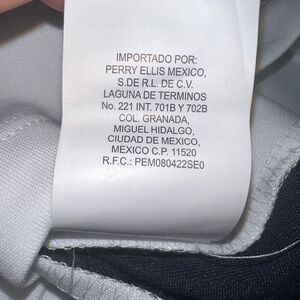 IMPORTADO POR:
PERRY ELLIS MEXICO,
S.DE R.L. DE C.V.
LAGUNA DE TERMINOS
No. 221 INT. 701B Y 702B
COL. GRANADA,
MIGUEL HIDALGO,
CIUDAD DE MEXICO,
MEXICO C.P. 11520
R.F.C.: PEM080422SE0